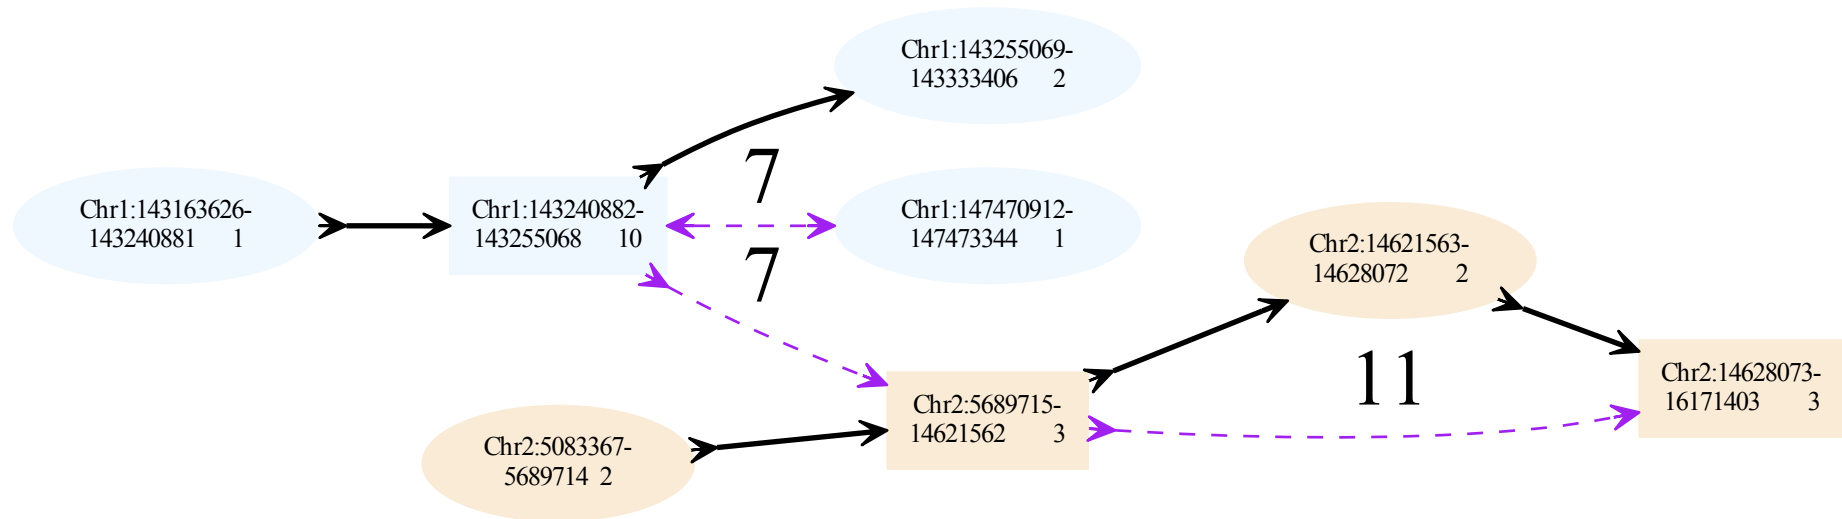 Chr1:143255069-
143333406 2
7
Chr1:143163626-
143240881 1
Chr1:143240882-
143255068 10
Chr1:147470912-
147473344 1
7
Chr2:14621563-
14628072 2
11
Chr2:14628073-
16171403 3
Chr2:5689715-
14621562 3
Chr2:5083367-
5689714 2